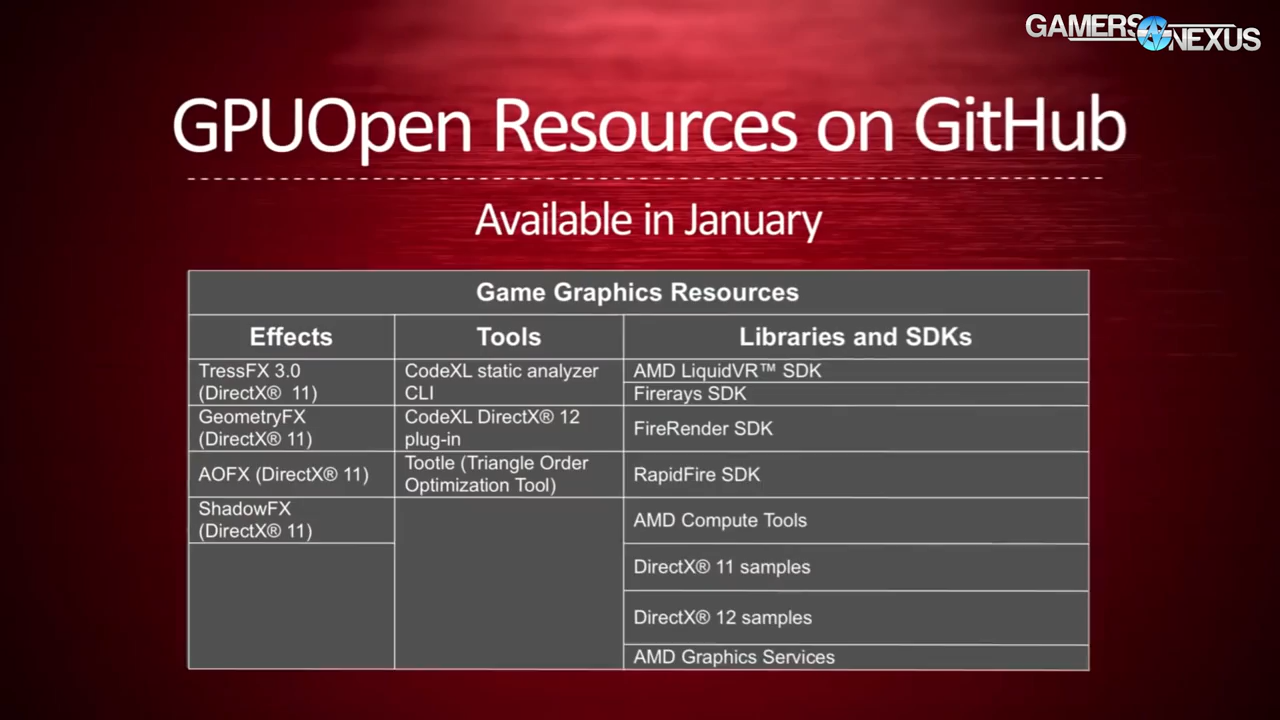 GAMERS NEXUS
GPUOpen Resources on GitHub
Available in January
Game Graphics Resources
Effects
Tools
Libraries and SDKs
TressFX 3.0
(DirectX® 11)
GeometryFX
(DirectX® 11)
AOFX (DirectX® 11)
ShadowFX
(DirectX® 11)
CodeXL static analyzer
CLI
CodeXL DirectX® 12
plug-in
Tootle (Triangle Order
Optimization Tool)
AMD LiquidVR™ SDK
Firerays SDK
FireRender SDK
RapidFire SDK
AMD Compute Tools
DirectX® 11 samples
DirectX® 12 samples
AMD Graphics Services